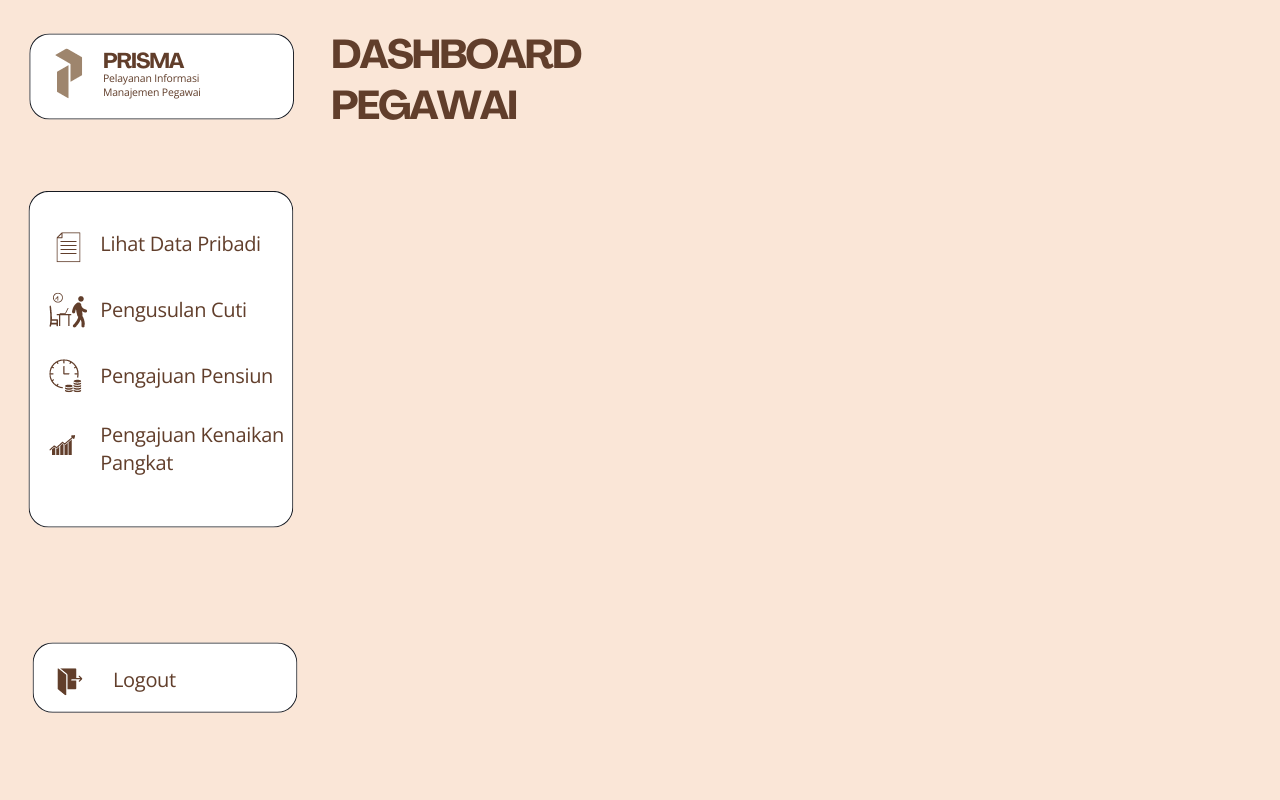 PRISMA
Pelayanan Informasi
Manajemen Pegawai
DASHBOARD
PEGAWAI
Lihat Data Pribadi
Pengusulan Cuti
Pengajuan Pensiun
Pengajuan Kenaikan
Pangkat
Logout